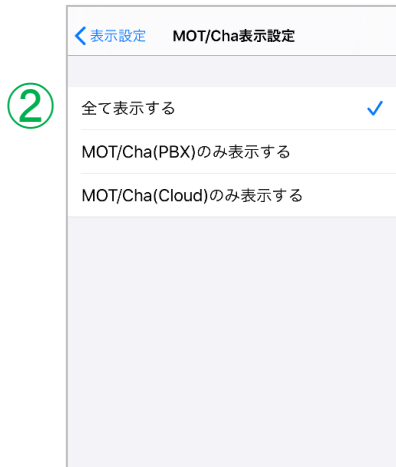 表示設定 MOT/Cha表示設定
②
全て表示する
MOT/Cha(PBX)のみ表示する
MOT/Cha(Cloud)のみ表示する